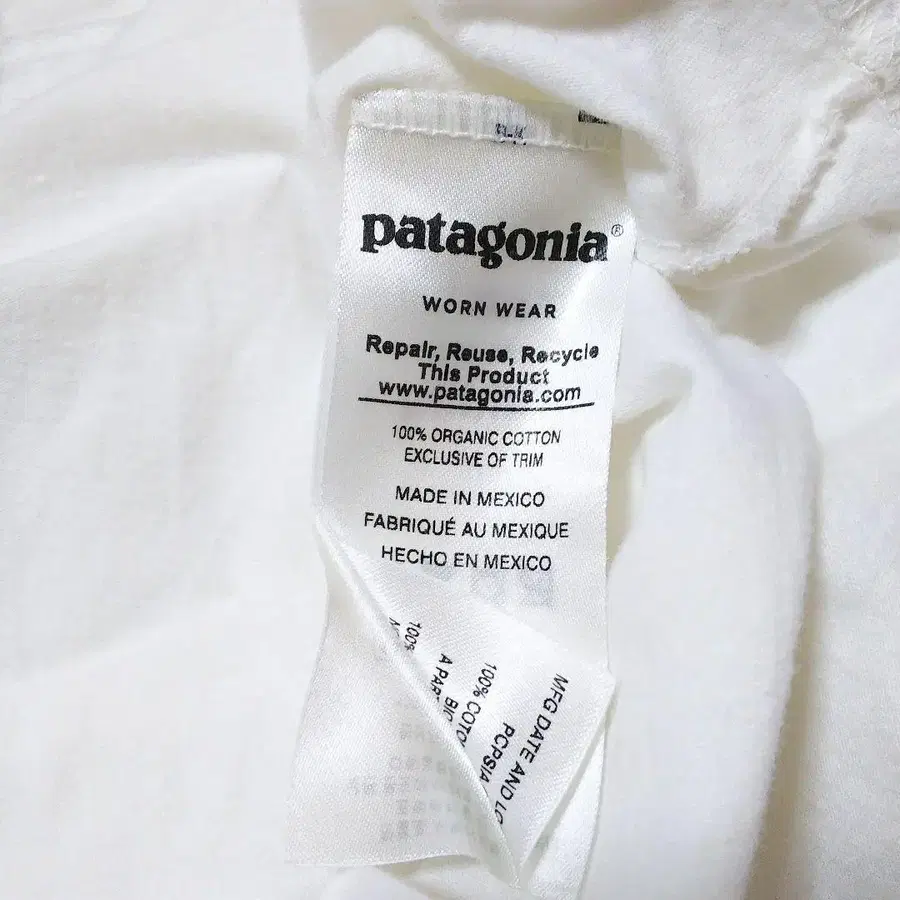 patagonia®
WORN WEAR
Repair, Reuse, Recycle
This Product
www.patagonia.com
100% ORGANIC COTTON
EXCLUSIVE OF TRIM
MADE IN MEXICO
FABRIQUÉ AU MEXIQUE
HECHO EN MEXICO
100%
A PAR
100% COTO
MFG DATE AND LO
PCPSIA